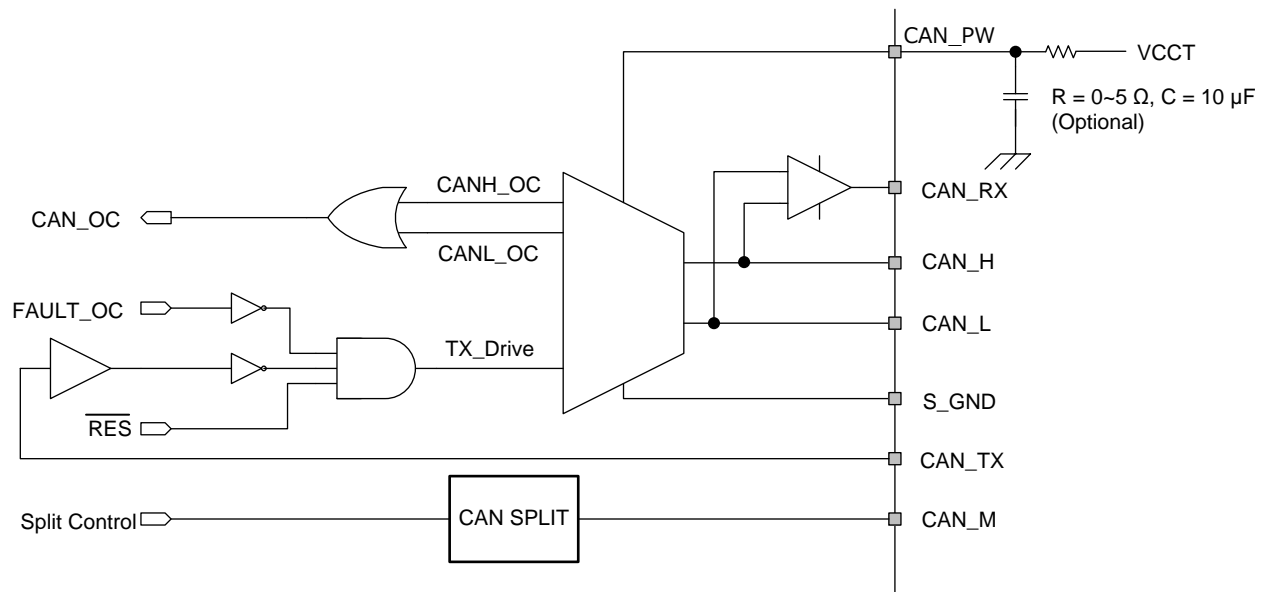 CAN_PW
VCCT
R = 0~5 Ω, C = 10 µF
(Optional)
CANH_OC
CAN_RX
CAN_OC
CANL_OC
CAN_H
FAULT_OC
CAN_L
TX_Drive
S_GND
R̅E̅S̅
CAN_TX
Split Control
CAN SPLIT
CAN_M